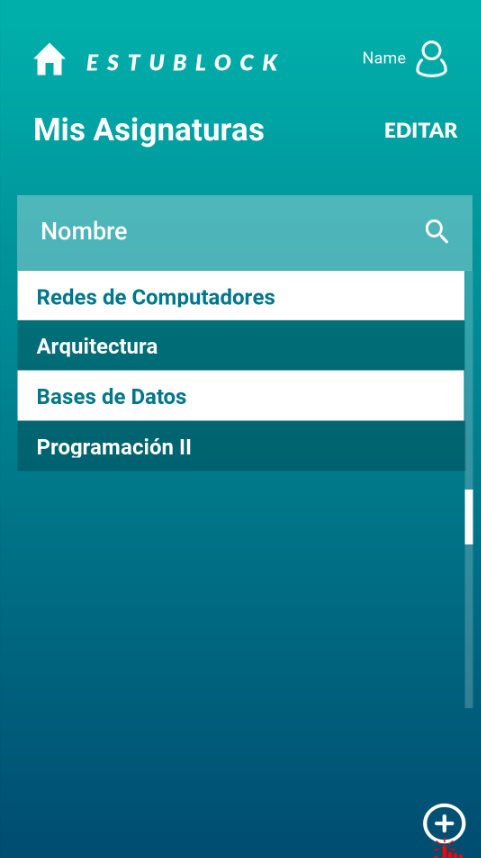 ESTUBLOCK
Name
Mis Asignaturas
EDITAR
Nombre
Redes de Computadores
Arquitectura
Bases de Datos
Programación II